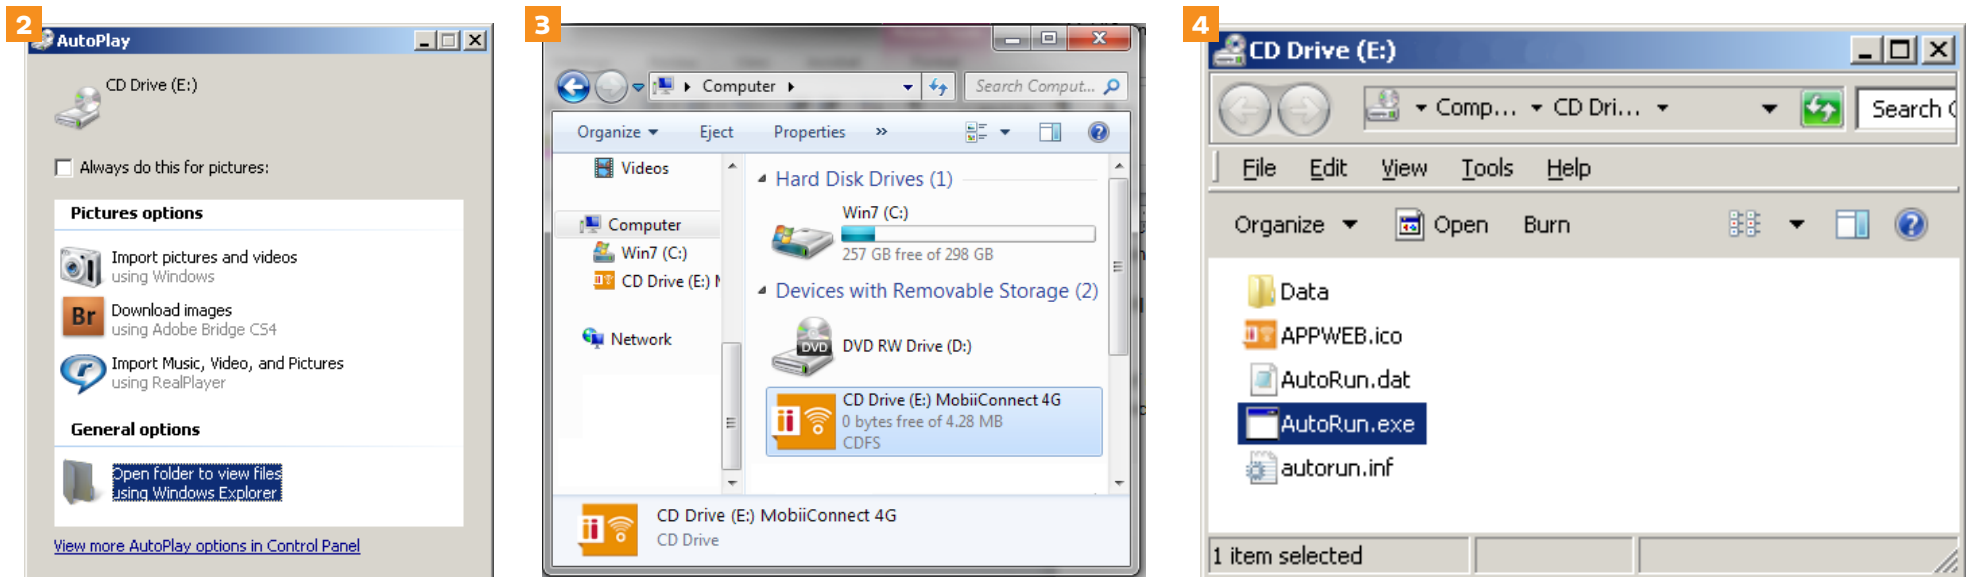 2
AutoPlay
CD Drive (E:)
Always do this for pictures:
Pictures options
Import pictures and videos
using Windows
Br
Download images
using Adobe Bridge CS4
Import Music, Video, and Pictures
using RealPlayer
General options
Open folder to view files
using Windows Explorer
View more AutoPlay options in Control Panel
3
Computer
Search Comput...
Organize Eject Properties »
Videos
Computer
Win7 (C:)
CD Drive (E:)
Network
Hard Disk Drives (1)
Win7 (C:)
257 GB free of 298 GB
Devices with Removable Storage (2)
DVD
DVD RW Drive (D:)
CD Drive (E:) MobiiConnect 4G
0 bytes free of 4.28 MB
CDFS
CD Drive (E:) MobiiConnect 4G
CD Drive
4
CD Drive (E:)
Comp... CD Dri... Search
File Edit View Tools Help
Organize Open Burn
Data
APPWEB.ico
AutoRun.dat
AutoRun.exe
autorun.inf
1 item selected